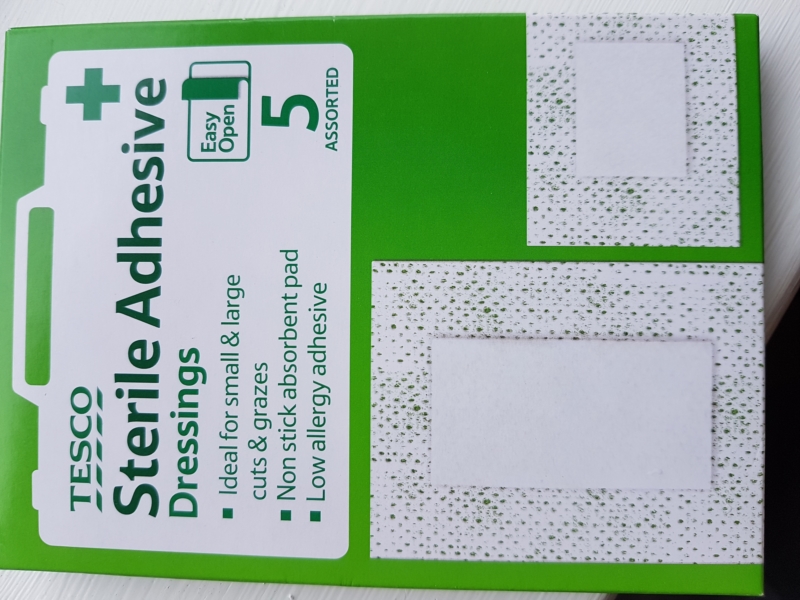 TESCO
Sterile Adhesive
Dressings
▪ Ideal for small & large
cuts & grazes
▪ Non stick absorbent pad
▪ Low allergy adhesive
Easy
Open
5
ASSORTED